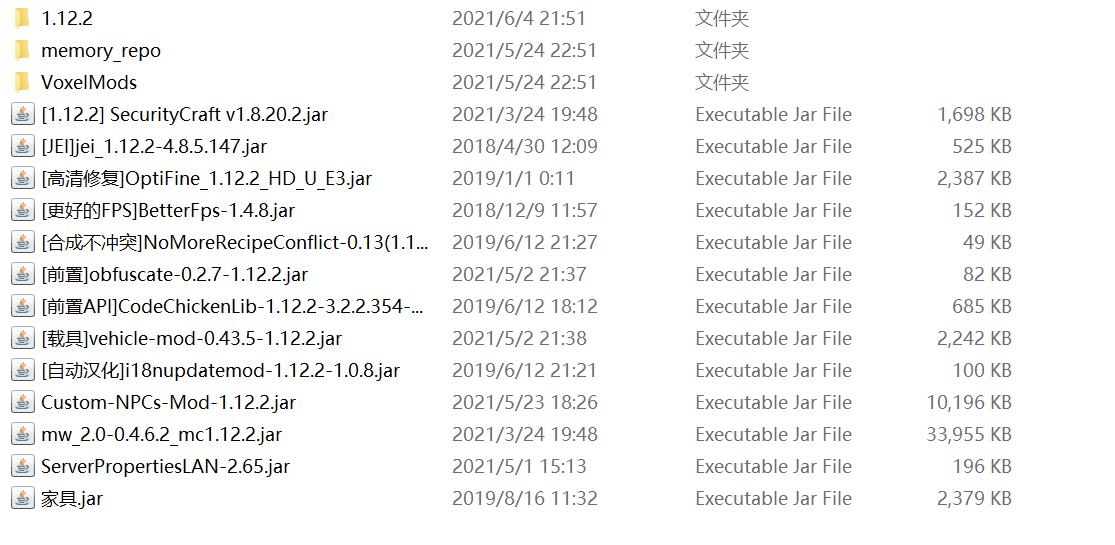 1.12.2 2021/6/4 21:51 文件夹
memory_repo 2021/5/24 22:51 文件夹
VoxelMods 2021/5/24 22:51 文件夹
[1.12.2] SecurityCraft v1.8.20.2.jar 2021/3/24 19:48 Executable Jar File 1,698 KB
[JEI]jei_1.12.2-4.8.5.147.jar 2018/4/30 12:09 Executable Jar File 525 KB
[高清修复]OptiFine_1.12.2_HD_U_E3.jar 2019/1/1 0:11 Executable Jar File 2,387 KB
[更好的FPS]BetterFps-1.4.8.jar 2018/12/9 11:57 Executable Jar File 152 KB
[合成不冲突]NoMoreRecipeConflict-0.13(1.1... 2019/6/12 21:27 Executable Jar File 49 KB
[前置]obfuscate-0.2.7-1.12.2.jar 2021/5/2 21:37 Executable Jar File 82 KB
[前置API]CodeChickenLib-1.12.2-3.2.2.354-... 2019/6/12 18:12 Executable Jar File 685 KB
[载具]vehicle-mod-0.43.5-1.12.2.jar 2021/5/2 21:38 Executable Jar File 2,242 KB
[自动汉化]i18nupdatemod-1.12.2-1.0.8.jar 2019/6/12 21:21 Executable Jar File 100 KB
Custom-NPCs-Mod-1.12.2.jar 2021/5/23 18:26 Executable Jar File 10,196 KB
mw_2.0-0.4.6.2_mc1.12.2.jar 2021/3/24 19:48 Executable Jar File 33,955 KB
ServerPropertiesLAN-2.65.jar 2021/5/1 15:13 Executable Jar File 196 KB
家具.jar 2019/8/16 11:32 Executable Jar File 2,379 KB